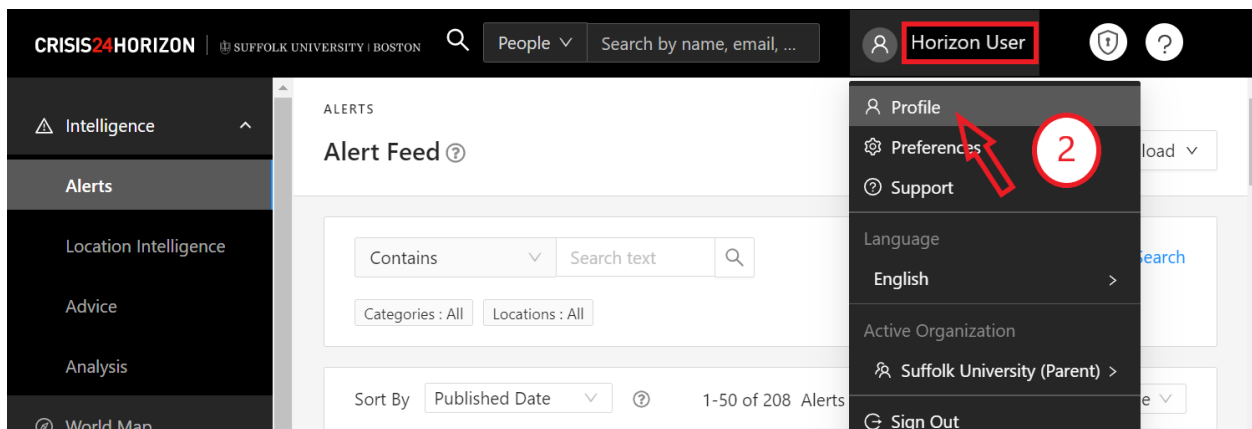 CRISIS24HORIZON SUFFOLK UNIVERSITY | BOSTON People Search by name, email, ... Horizon User ?
Intelligence
Alerts
Location Intelligence
Advice
Analysis
World Map
ALERTS
Alert Feed ?
Contains Search text
Search
Categories : All Locations : All
Sort By Published Date ? 1-50 of 208 Alerts
Profile
Preferences
Support
Language
English >
Active Organization
Suffolk University (Parent) >
Sign Out
2